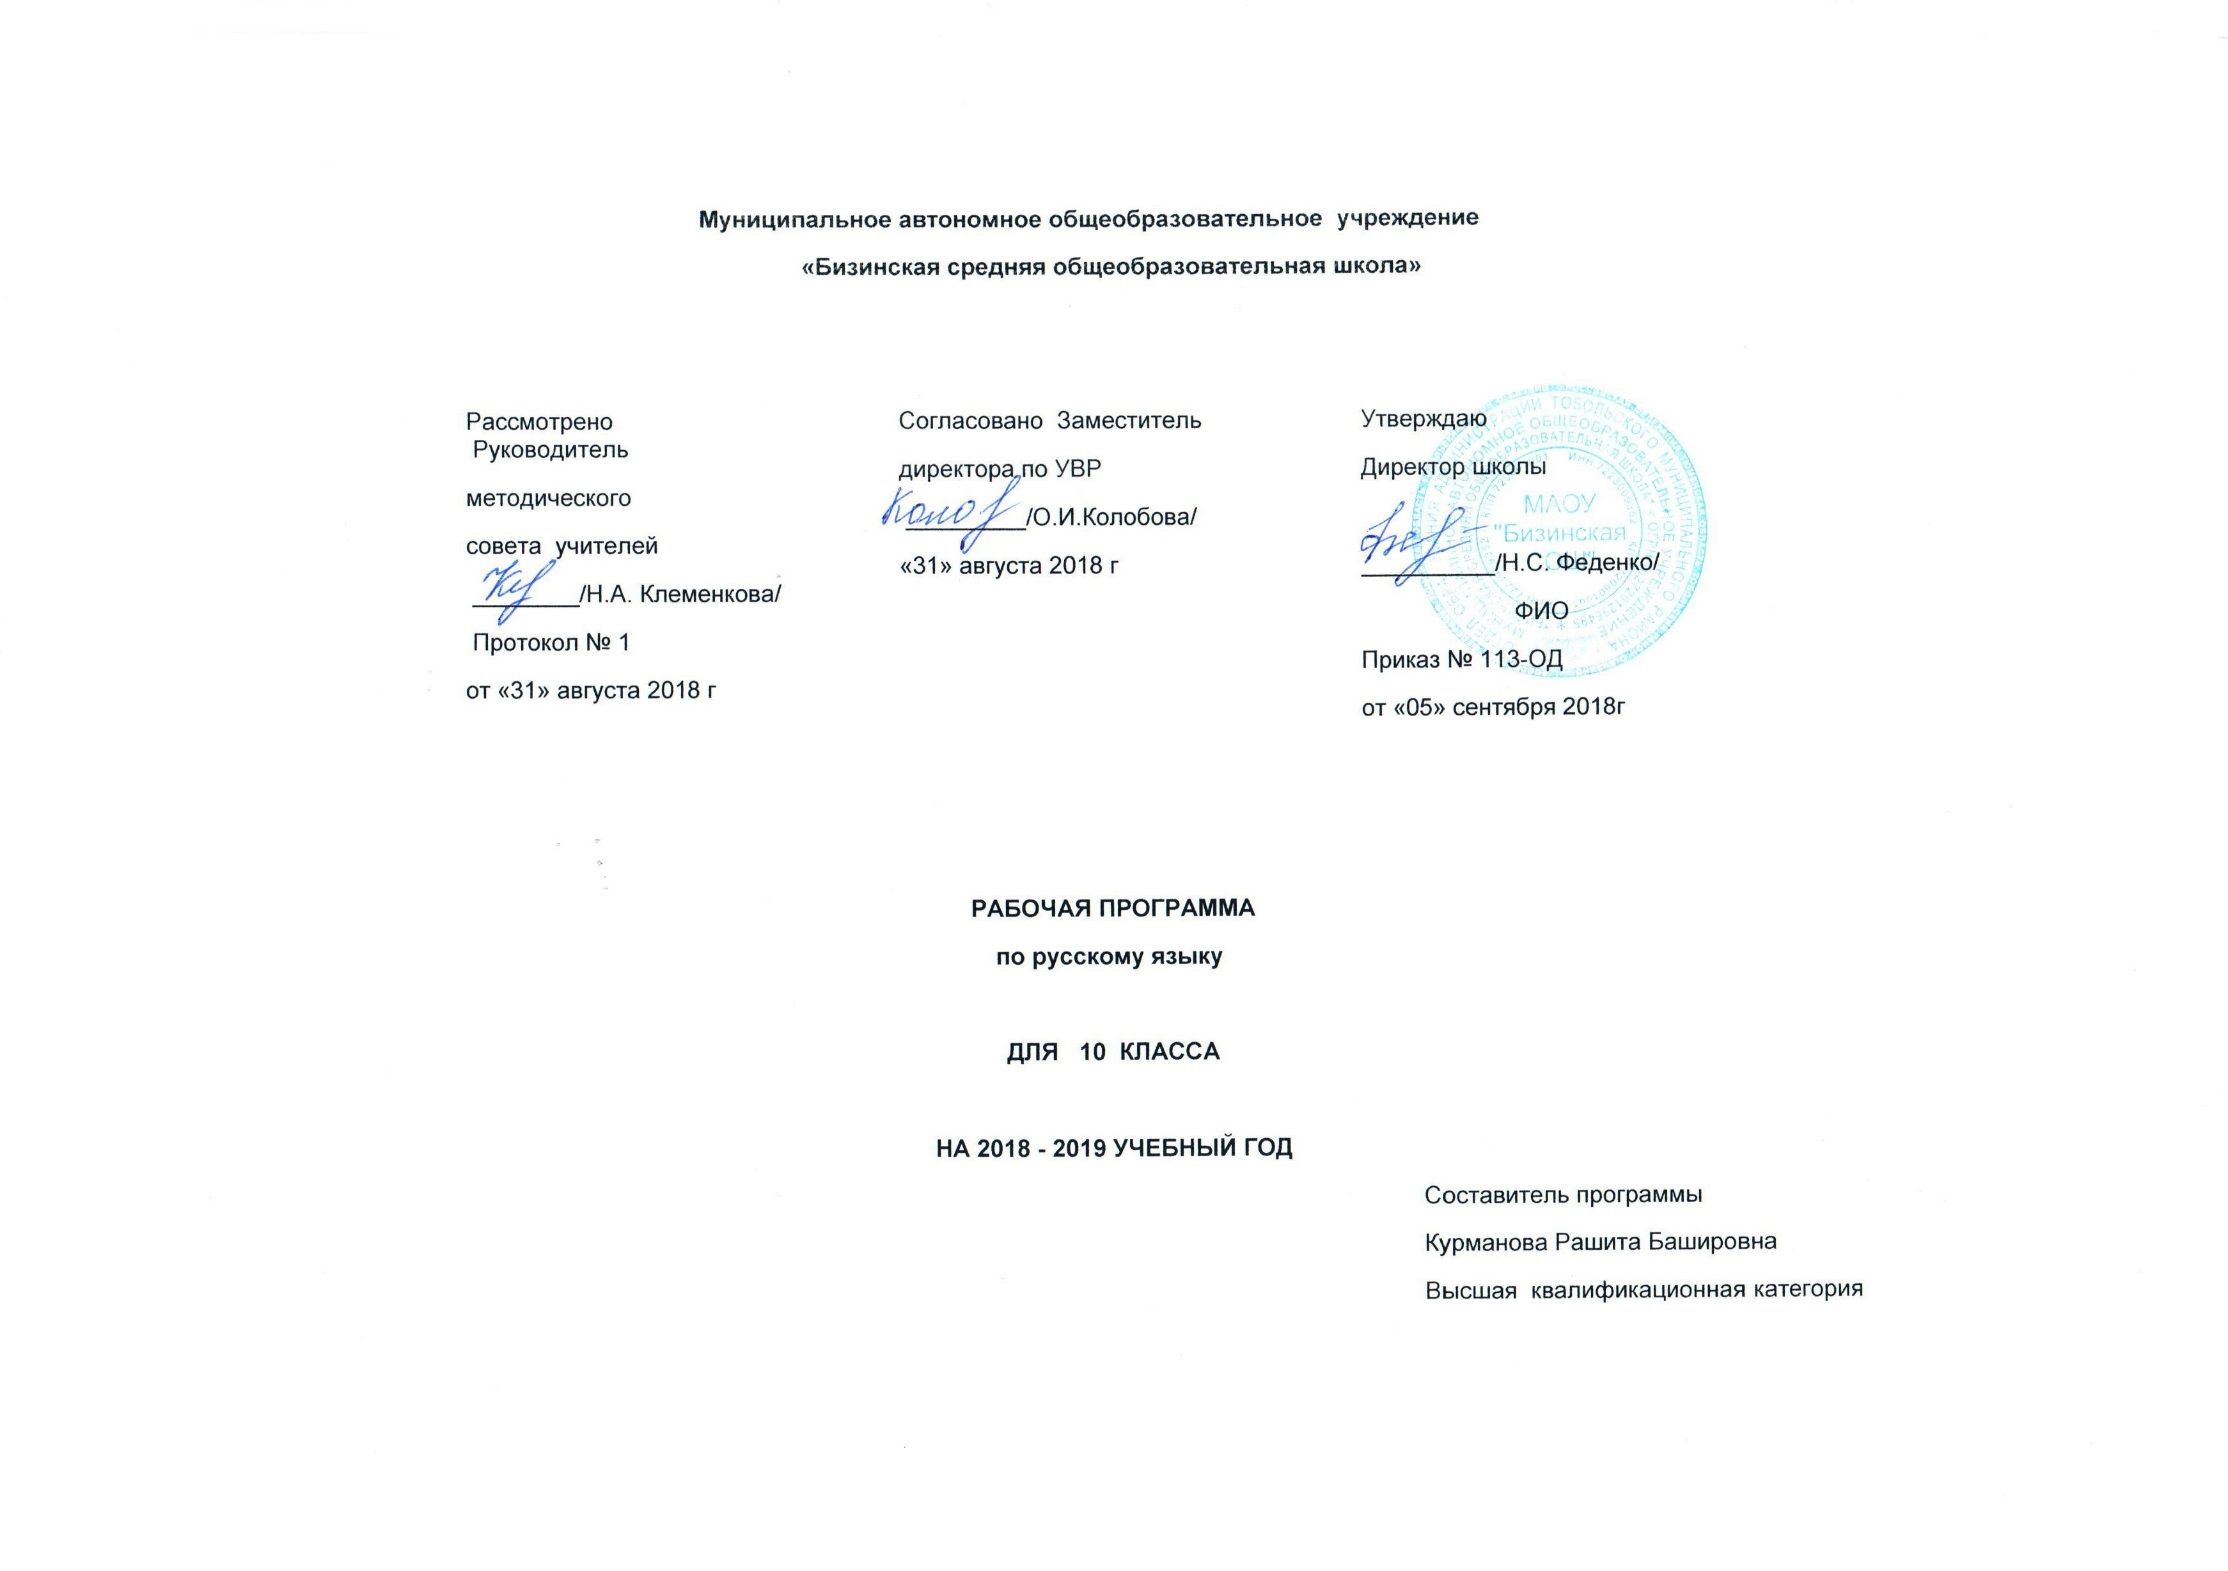 Муниципальное автономное общеобразовательное учреждение
«Бизинская средняя общеобразовательная школа»
Рассмотрено
Руководитель
методического
совета учителей
/Н.А. Клеменкова/
Протокол № 1
от «31» августа 2018 г
Согласовано Заместитель
директора по УВР
/О.И.Колобова/
«31» августа 2018 г
Утверждаю
Директор школы
/Н.С. Феденко/
ФИО
Приказ № 113-ОД
от «05» сентября 2018г
МАОУ
"Бизинская
СОШ"
РАБОЧАЯ ПРОГРАММА
по русскому языку
ДЛЯ 10 КЛАССА
НА 2018 - 2019 УЧЕБНЫЙ ГОД
Составитель программы
Курманова Рашита Башировна
Высшая квалификационная категория